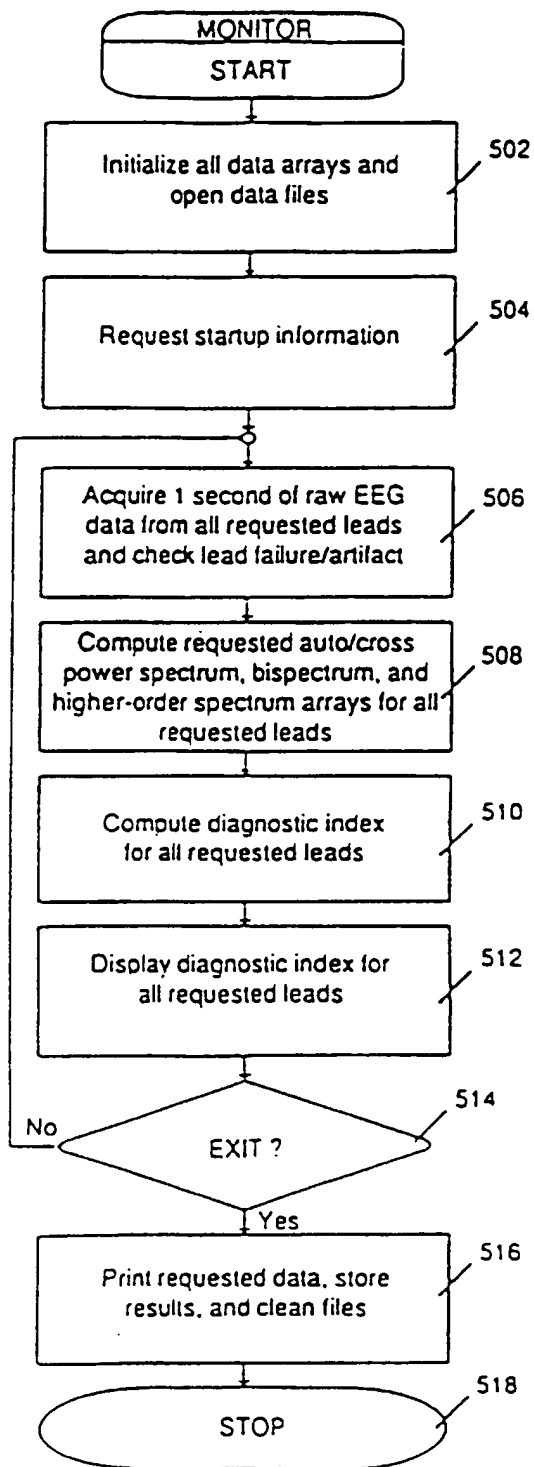 MONITOR
START
502
Initialize all data arrays and
open data files
504
Request startup information
506
Acquire 1 second of raw EEG
data from all requested leads
and check lead failure/artifact
508
Compute requested auto/cross
power spectrum, bispectrum, and
higher-order spectrum arrays for all
requested leads
510
Compute diagnostic index
for all requested leads
512
Display diagnostic index for
all requested leads
514
No
EXIT ?
Yes
516
Print requested data, store
results, and clean files
518
STOP